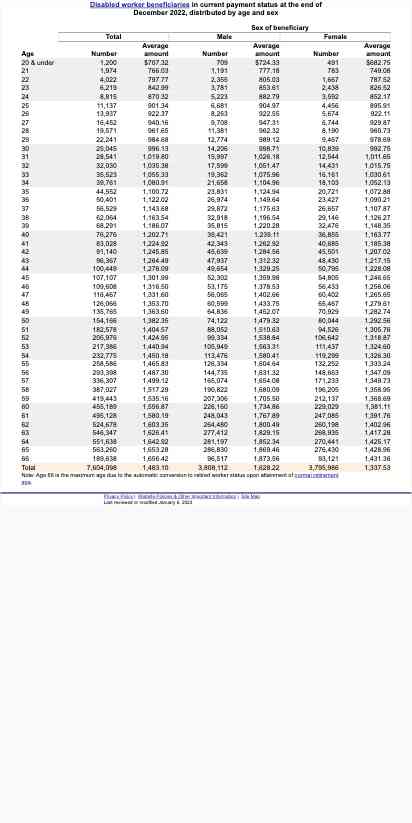 Disabled worker beneficiaries in current payment status at the end of
December 2022, distributed by age and sex
Sex of beneficiary
Total Male Female
Age Number Average amount Number Average amount Number Average amount
20 & under 1,200 $707.32 709 $724.33 491 $682.75
21 1,974 766.03 1,191 777.18 783 749.08
22 4,022 797.77 2,355 805.03 1,667 787.52
23 6,219 842.99 3,781 853.61 2,438 826.52
24 8,815 870.32 5,223 882.79 3,592 852.17
25 11,137 901.34 6,681 904.97 4,456 895.91
26 13,937 922.37 8,263 922.55 5,674 922.11
27 16,452 940.16 9,708 947.31 6,744 929.87
28 19,571 961.65 11,381 962.32 8,190 960.73
29 22,241 984.68 12,774 989.12 9,467 978.69
30 25,045 996.13 14,206 998.71 10,839 992.75
31 28,541 1,019.80 15,997 1,026.18 12,544 1,011.65
32 32,030 1,035.38 17,599 1,051.47 14,431 1,015.75
33 35,523 1,055.33 19,362 1,075.96 16,161 1,030.61
34 39,761 1,080.91 21,658 1,104.96 18,103 1,052.13
35 44,552 1,100.72 23,831 1,124.94 20,721 1,072.88
36 50,401 1,122.02 26,974 1,149.64 23,427 1,090.21
37 56,529 1,143.68 29,872 1,175.63 26,657 1,107.87
38 62,064 1,163.54 32,918 1,196.54 29,146 1,126.27
39 68,291 1,186.07 35,815 1,220.28 32,476 1,148.35
40 76,276 1,202.71 39,421 1,239.11 36,855 1,163.77
41 83,028 1,224.44 42,343 1,262.92 40,685 1,185.38
42 91,140 1,245.85 45,639 1,284.56 45,501 1,207.02
43 96,367 1,264.49 47,937 1,312.32 48,430 1,217.15
44 100,449 1,278.09 49,654 1,329.25 50,795 1,228.08
45 107,107 1,301.99 52,302 1,359.98 54,805 1,246.65
46 109,608 1,316.50 53,175 1,378.53 56,433 1,258.06
47 116,467 1,331.60 56,065 1,402.66 60,402 1,265.65
48 126,066 1,353.70 60,599 1,433.75 65,467 1,279.61
49 135,765 1,363.60 64,836 1,452.07 70,929 1,282.74
50 154,166 1,382.35 74,122 1,479.32 80,044 1,292.56
51 182,578 1,404.57 88,052 1,510.63 94,526 1,305.76
52 205,976 1,424.95 99,334 1,538.84 106,642 1,318.87
53 217,386 1,440.94 105,949 1,563.31 111,437 1,324.60
54 232,775 1,450.18 113,476 1,580.41 119,299 1,326.30
55 258,586 1,465.83 126,334 1,604.64 132,252 1,333.24
56 293,398 1,487.30 144,735 1,631.32 148,663 1,347.09
57 336,307 1,499.12 165,074 1,654.08 171,233 1,349.73
58 387,027 1,517.29 190,822 1,680.09 196,205 1,358.95
59 419,443 1,535.16 207,306 1,705.50 212,137 1,368.69
60 455,189 1,556.87 226,160 1,734.86 229,029 1,381.11
61 495,128 1,580.19 248,043 1,767.89 247,085 1,391.76
62 524,678 1,603.35 264,480 1,800.49 260,198 1,402.96
63 546,347 1,626.41 277,412 1,829.15 268,935 1,417.28
64 551,638 1,642.92 281,197 1,852.34 270,441 1,425.17
65 563,260 1,653.28 286,830 1,869.46 276,430 1,428.96
66 189,638 1,656.42 96,517 1,873.56 93,121 1,431.36
Total 7,604,098 1,483.10 3,808,112 1,628.22 3,795,986 1,337.53
Note: Age 66 is the maximum age due to the automatic conversion to retired worker status upon attainment of normal retirement
age.
Privacy Policy | Website Policies & Other Important Information | Site Map
Last reviewed or modified January 6, 2023